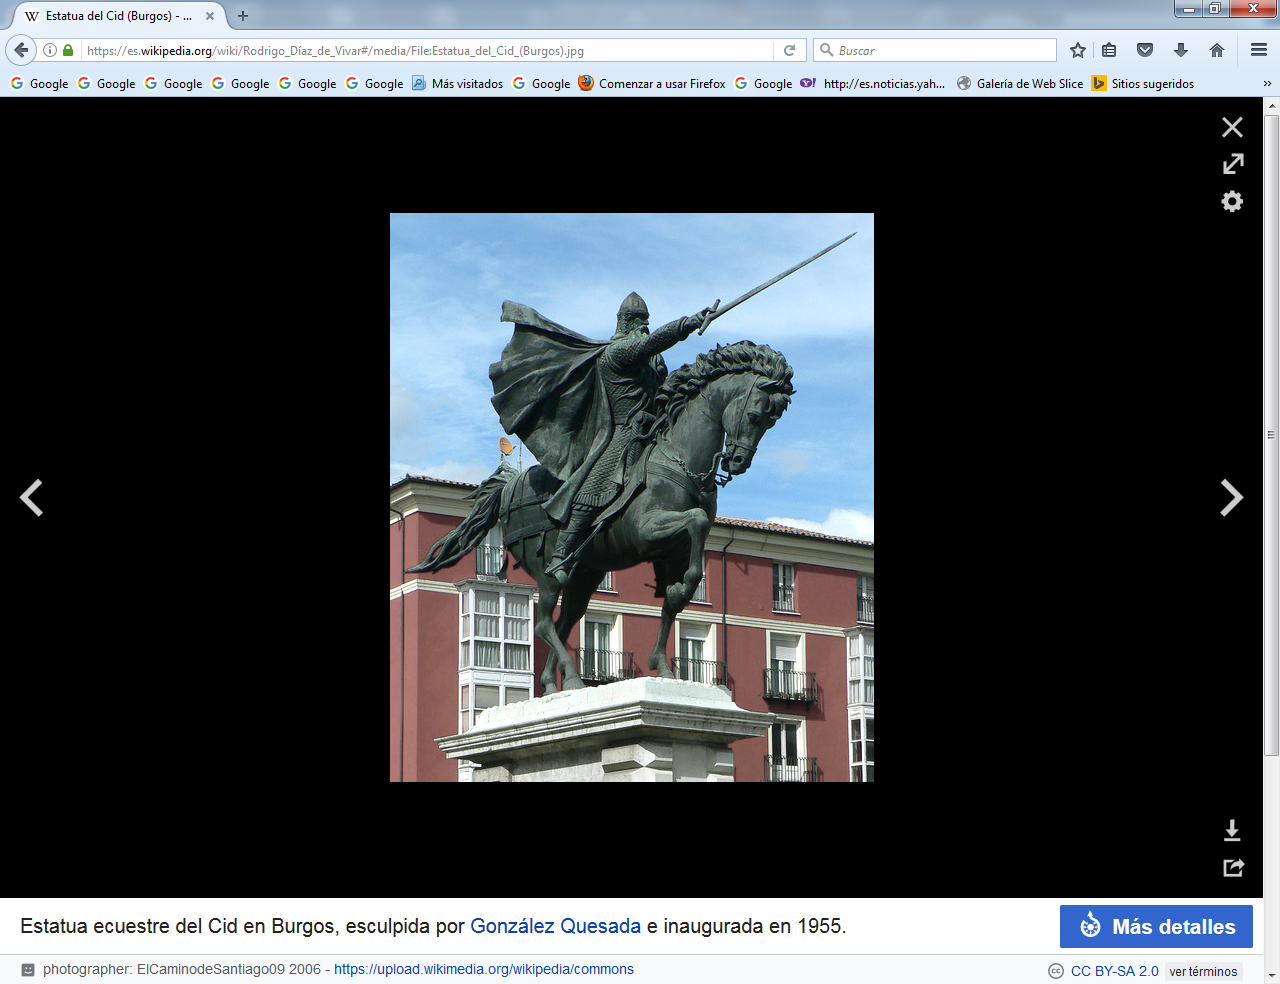 Estatua del Cid (Burgos) - ...
https://es.wikipedia.org/wiki/Rodrigo_Díaz_de_Vivar#/media/File:Estatua_del_Cid_(Burgos).jpg
Buscar
Google Google Google Google Google Google Más visitados Google Comenzar a usar Firefox Google http://es.noticias.yah... Galería de Web Slice Sitios sugeridos
Estatua ecuestre del Cid en Burgos, esculpida por González Quesada e inaugurada en 1955.
Más detalles
photographer: ElCaminodeSantiago09 2006 - https://upload.wikimedia.org/wikipedia/commons
CC BY-SA 2.0 ver términos